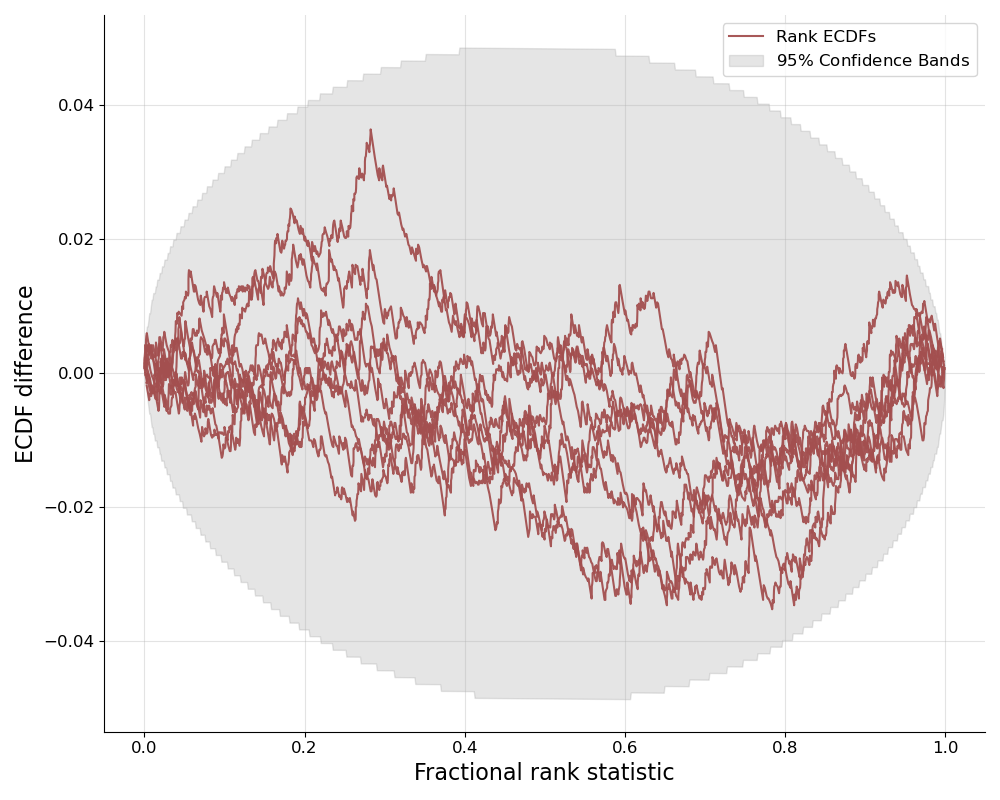 Rank ECDFs
95% Confidence Bands
0.04
0.02
0.00
−0.02
−0.04
ECDF difference
0.0 0.2 0.4 0.6 0.8 1.0
Fractional rank statistic